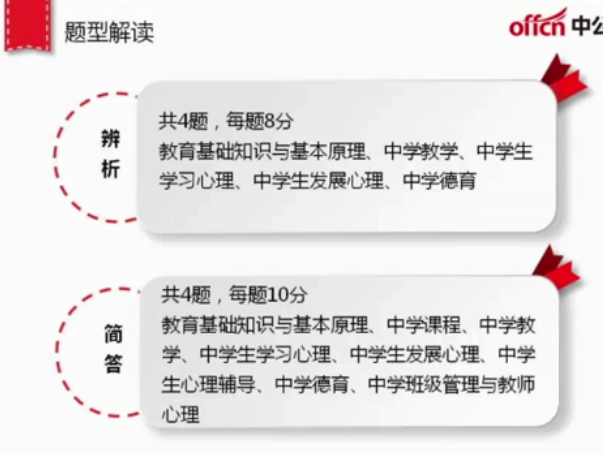 题型解读
offcn 中公
辨析
共4题，每题8分
教育基础知识与基本原理、中学教学、中学生
学习心理、中学生发展心理、中学德育
简答
共4题，每题10分
教育基础知识与基本原理、中学课程、中学教
学、中学生学习心理、中学生发展心理、中学
生心理辅导、中学德育、中学班级管理与教师
心理